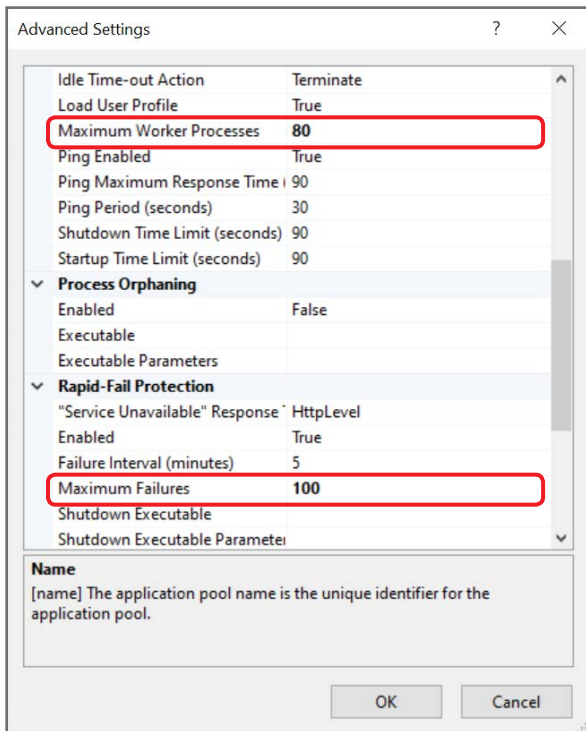 Advanced Settings ?
Idle Time-out Action Terminate
Load User Profile True
Maximum Worker Processes 80
Ping Enabled True
Ping Maximum Response Time ( 90
Ping Period (seconds) 30
Shutdown Time Limit (seconds) 90
Startup Time Limit (seconds) 90
Process Orphaning
Enabled False
Executable
Executable Parameters
Rapid-Fail Protection
"Service Unavailable" Response T HttpLevel
Enabled True
Failure Interval (minutes) 5
Maximum Failures 100
Shutdown Executable
Shutdown Executable Parameter
Name
[name] The application pool name is the unique identifier for the
application pool.
OK Cancel